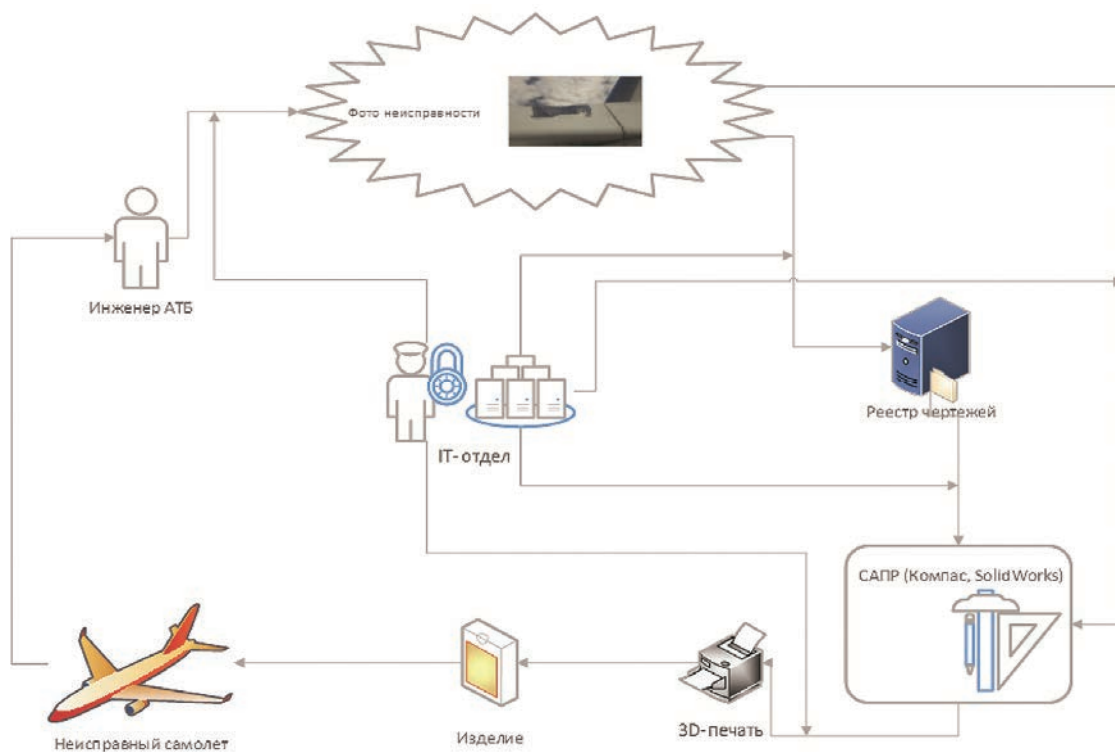 Фото неисправности
Инженер АТБ
IT- отдел
Реестр чертежей
САПР (Компас, SolidWorks)
Неисправный самолет
Изделие
3D- печать